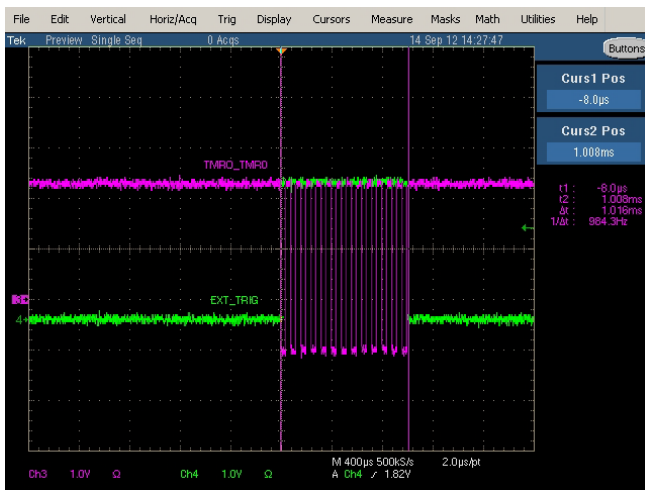 File Edit Vertical Horiz/Acq Trig Display Cursors Measure Masks Math Utilities Help
Tek Preview Single Seq 0 Acqs 14 Sep 12 14:27:47
Buttons
Curs1 Pos
-8.0µs
Curs2 Pos
1.008ms
t1: -8.0µs
t2: 1.008ms
Δt: 1.016ms
1/Δt: 984.3Hz
TMRO_TMR0
EXT_TRIG
3
4
Ch3 1.0V Ω Ch4 1.0V Ω
M 400µs 500kS/s 2.0µs/pt
A Ch4 / 1.82V